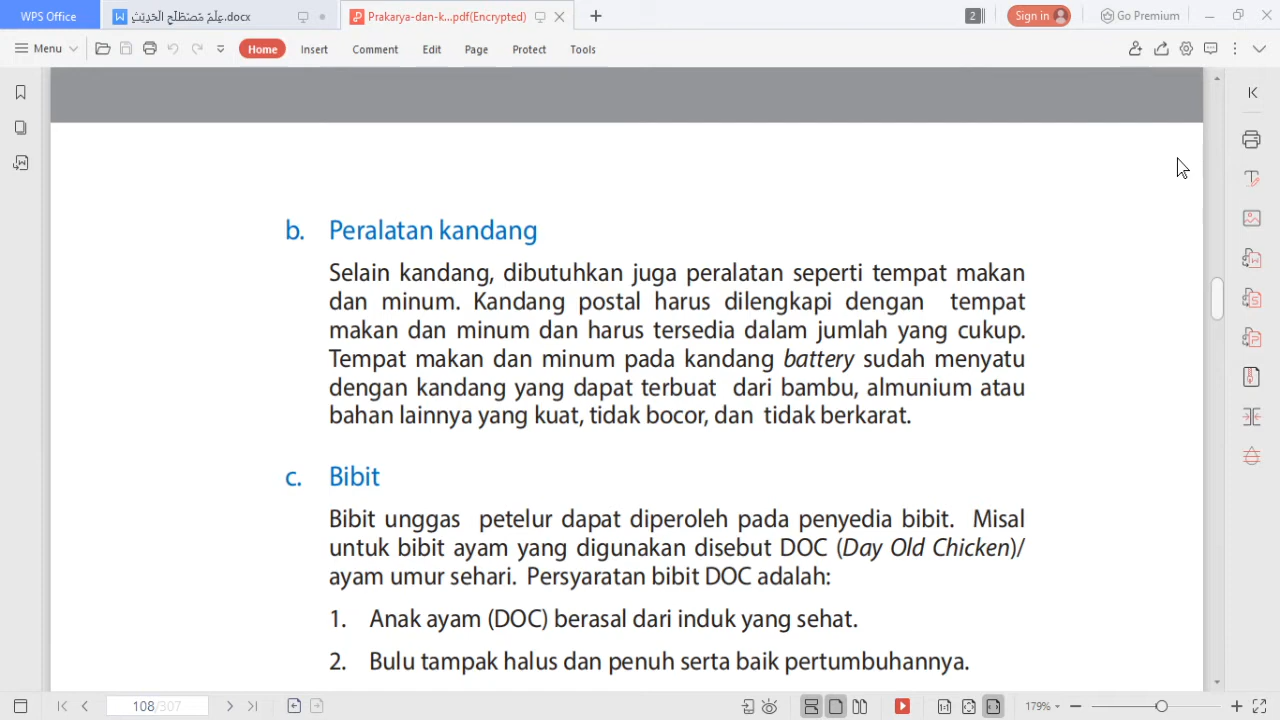 WPS Office
عِلْمُ مُصْطَلَحِ الْحَدِيْثِ.docx
Prakarya-dan-k...pdf(Encrypted)
2
Sign in
Go Premium
Menu
Home
Insert
Comment
Edit
Page
Protect
Tools
b. Peralatan kandang
Selain kandang, dibutuhkan juga peralatan seperti tempat makan
dan minum. Kandang postal harus dilengkapi dengan tempat
makan dan minum dan harus tersedia dalam jumlah yang cukup.
Tempat makan dan minum pada kandang battery sudah menyatu
dengan kandang yang dapat terbuat dari bambu, almunium atau
bahan lainnya yang kuat, tidak bocor, dan tidak berkarat.
c. Bibit
Bibit unggas petelur dapat diperoleh pada penyedia bibit. Misal
untuk bibit ayam yang digunakan disebut DOC (Day Old Chicken)/
ayam umur sehari. Persyaratan bibit DOC adalah:
1. Anak ayam (DOC) berasal dari induk yang sehat.
2. Bulu tampak halus dan penuh serta baik pertumbuhannya.
108/307
179%